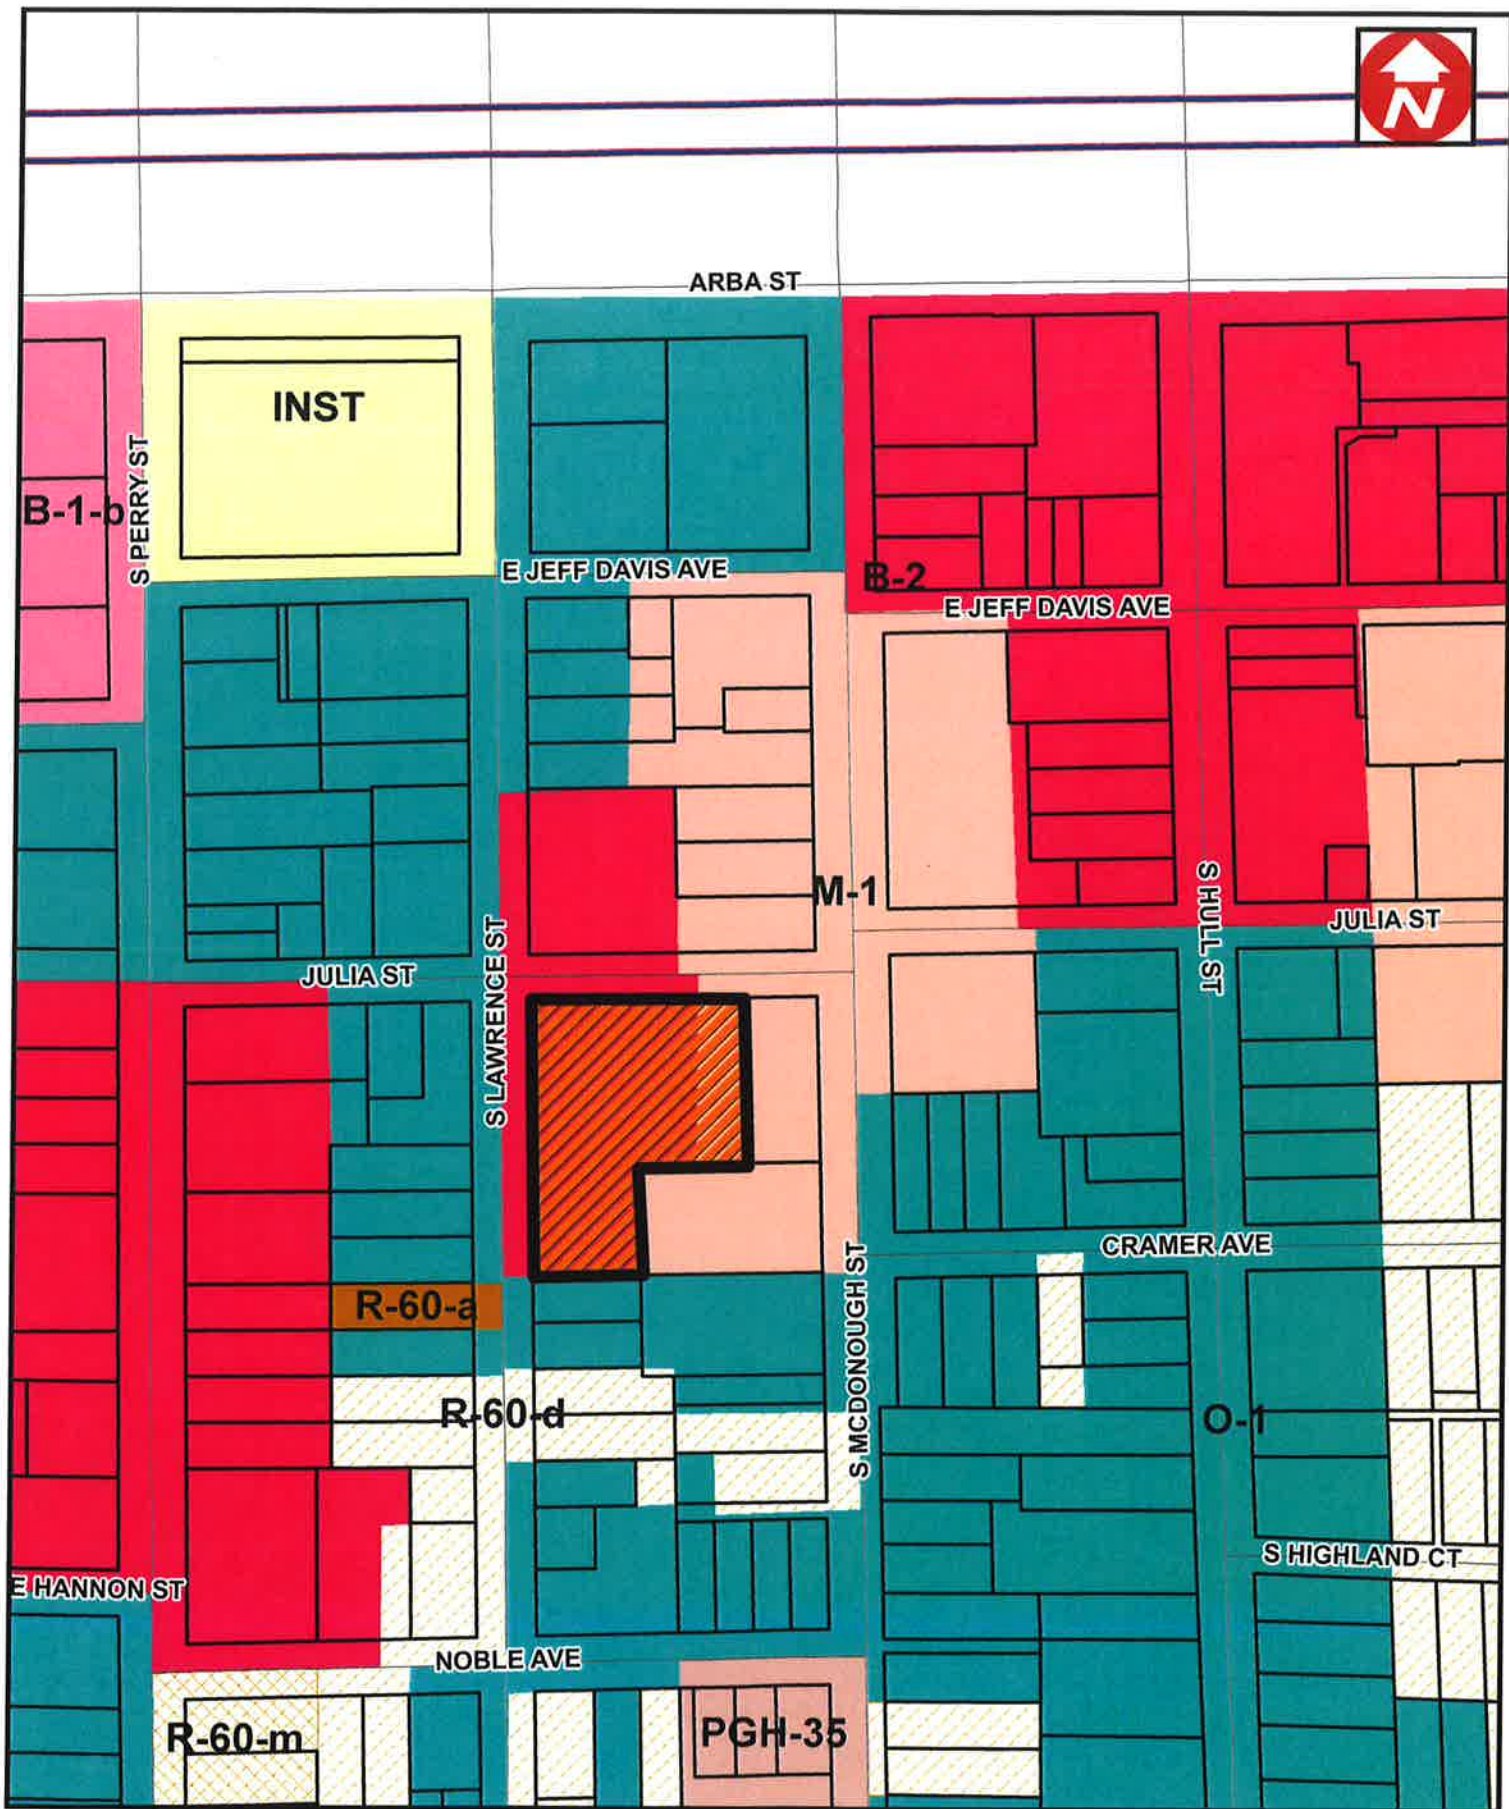 N
ARBA ST
INST
B-1-b
S PERRY ST
E JEFF DAVIS AVE
B-2
E JEFF DAVIS AVE
M-1
S HULL ST
JULIA ST
JULIA ST
S LAWRENCE ST
CRAMER AVE
R-60-a
S MCDONOUGH ST
R-60-d
O-1
S HIGHLAND CT
E HANNON ST
NOBLE AVE
R-60-m
PGH-35